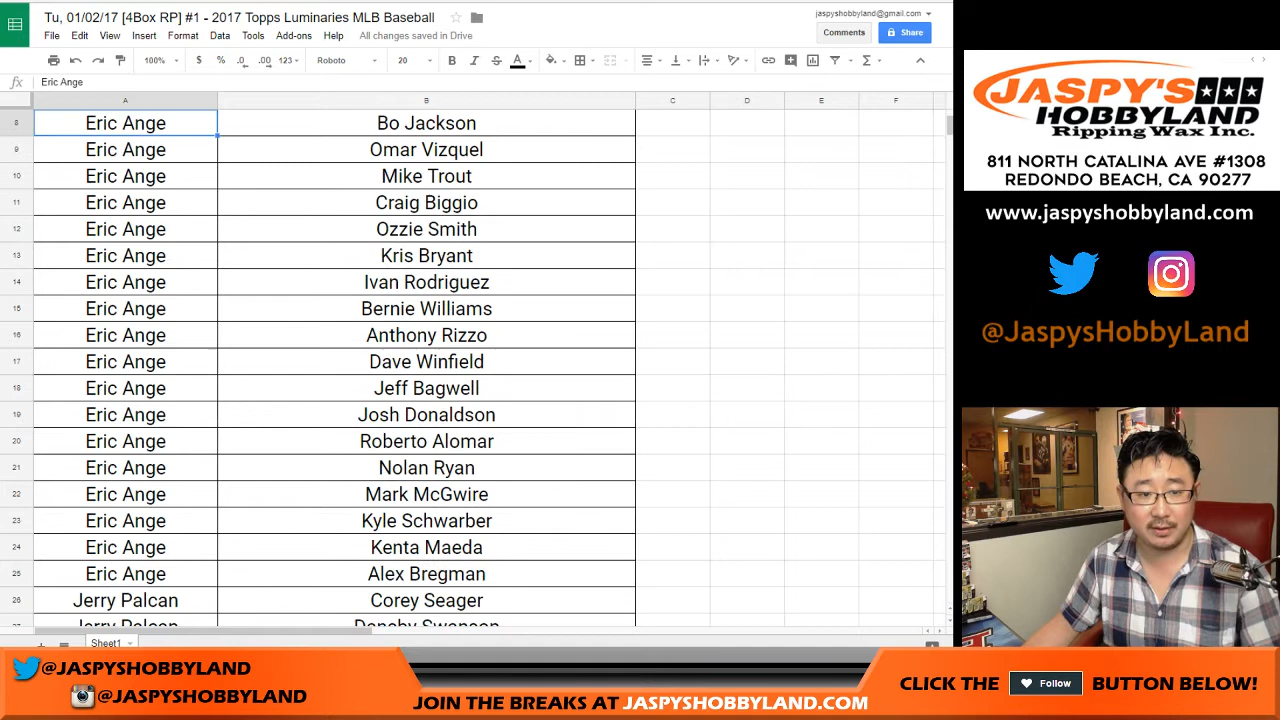 Tu, 01/02/17 [4Box RP] #1 - 2017 Topps Luminaries MLB Baseball
jaspyshobbyland@gmail.com
File Edit View Insert Format Data Tools Add-ons Help All changes saved in Drive
Comments
Share
100% $ % .0 .00 123 Roboto 20 B I S A
fx Eric Ange
A B C D E F
8 Eric Ange Bo Jackson
9 Eric Ange Omar Vizquel
10 Eric Ange Mike Trout
11 Eric Ange Craig Biggio
12 Eric Ange Ozzie Smith
13 Eric Ange Kris Bryant
14 Eric Ange Ivan Rodriguez
15 Eric Ange Bernie Williams
16 Eric Ange Anthony Rizzo
17 Eric Ange Dave Winfield
18 Eric Ange Jeff Bagwell
19 Eric Ange Josh Donaldson
20 Eric Ange Roberto Alomar
21 Eric Ange Nolan Ryan
22 Eric Ange Mark McGwire
23 Eric Ange Kyle Schwarber
24 Eric Ange Kenta Maeda
25 Eric Ange Alex Bregman
26 Jerry Palcan Corey Seager
27 Jerry Palcan Dansby Swanson
Sheet1
JASPY'S
HOBBYLAND
Ripping Wax Inc.
811 NORTH CATALINA AVE #1308
REDONDO BEACH, CA 90277
www.jaspyshobbyland.com
@JaspysHobbyLand
@JASPYSHOBBYLAND
@JASPYSHOBBYLAND
JOIN THE BREAKS AT JASPYSHOBBYLAND.COM
CLICK THE Follow BUTTON BELOW!